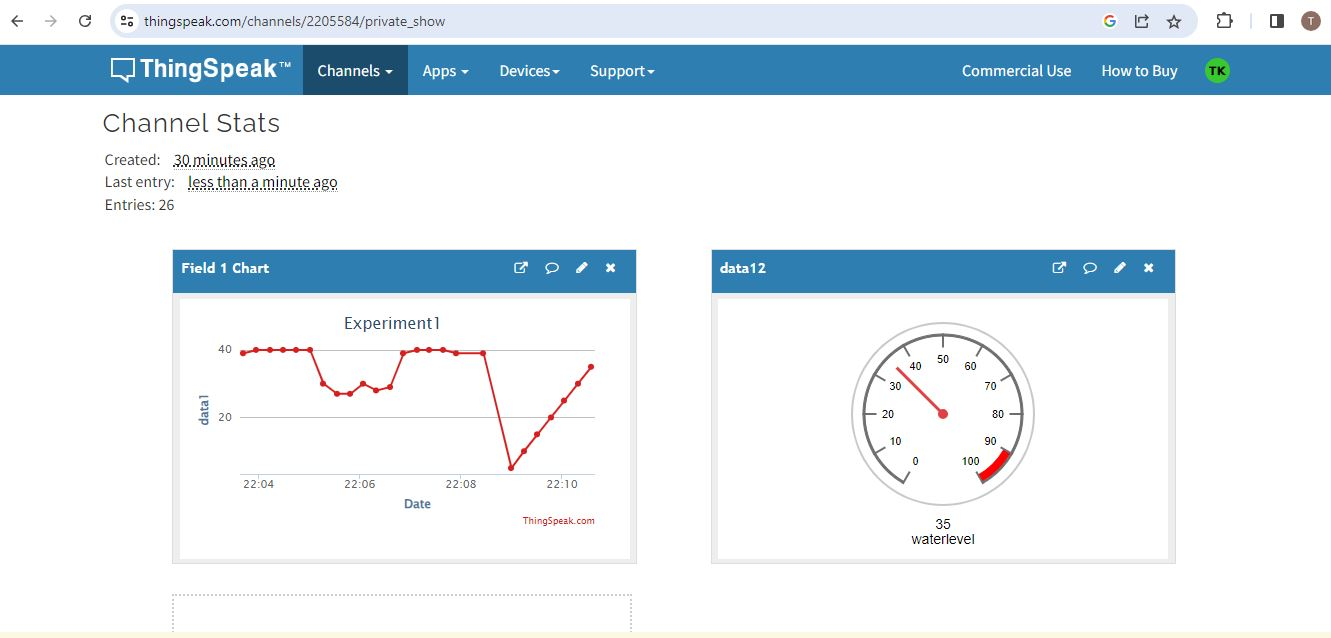 thingspeak.com/channels/2205584/private_show
T
ThingSpeak™ Channels Apps Devices Support Commercial Use How to Buy TK
Channel Stats
Created: 30 minutes ago
Last entry: less than a minute ago
Entries: 26
Field 1 Chart
Experiment1
40
20
data1
22:04 22:06 22:08 22:10
Date
ThingSpeak.com
data12
0 10 20 30 40 50 60 70 80 90 100
35
waterlevel